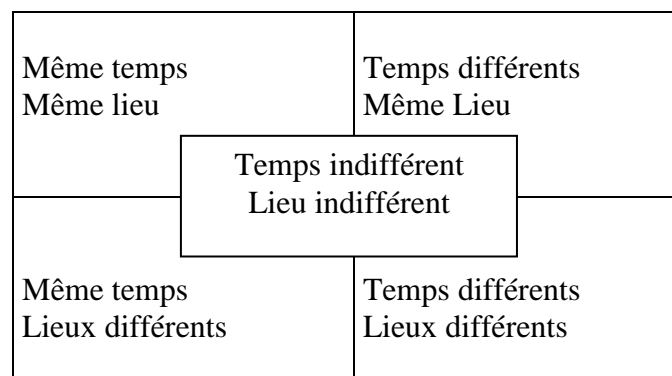 Même temps
Même lieu
Temps différents
Même Lieu
Temps indifférent
Lieu indifférent
Même temps
Lieux différents
Temps différents
Lieux différents